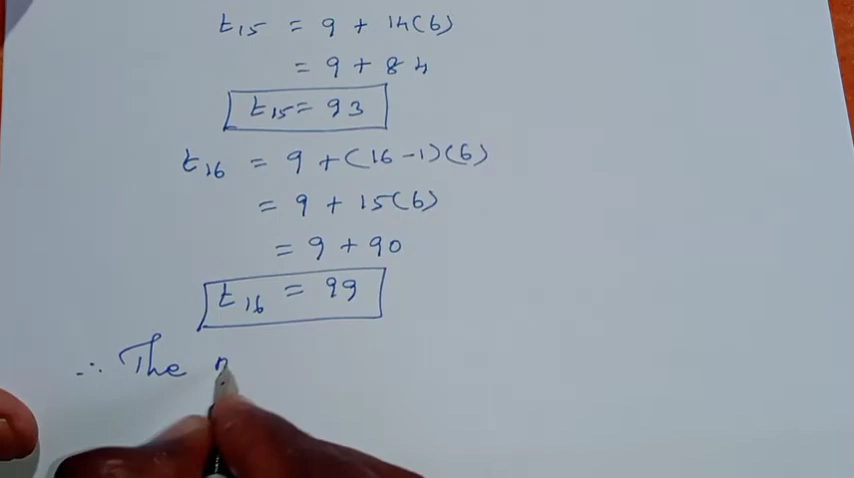 t15 = 9 + 14(6)
= 9 + 84
t15 = 93
t16 = 9 + (16-1)(6)
= 9 + 15(6)
= 9 + 90
t16 = 99
∴ The